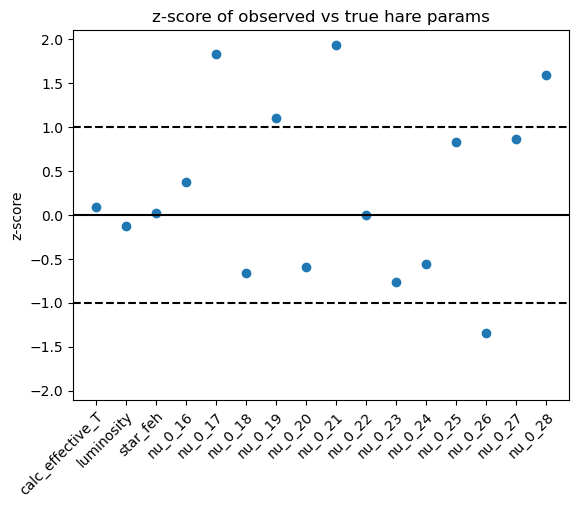 z-score of observed vs true hare params
z-score
2.0
1.5
1.0
0.5
0.0
−0.5
−1.0
−1.5
−2.0
calc_effective_T
luminosity
star_feh
nu_0_16
nu_0_17
nu_0_18
nu_0_19
nu_0_20
nu_0_21
nu_0_22
nu_0_23
nu_0_24
nu_0_25
nu_0_26
nu_0_27
nu_0_28